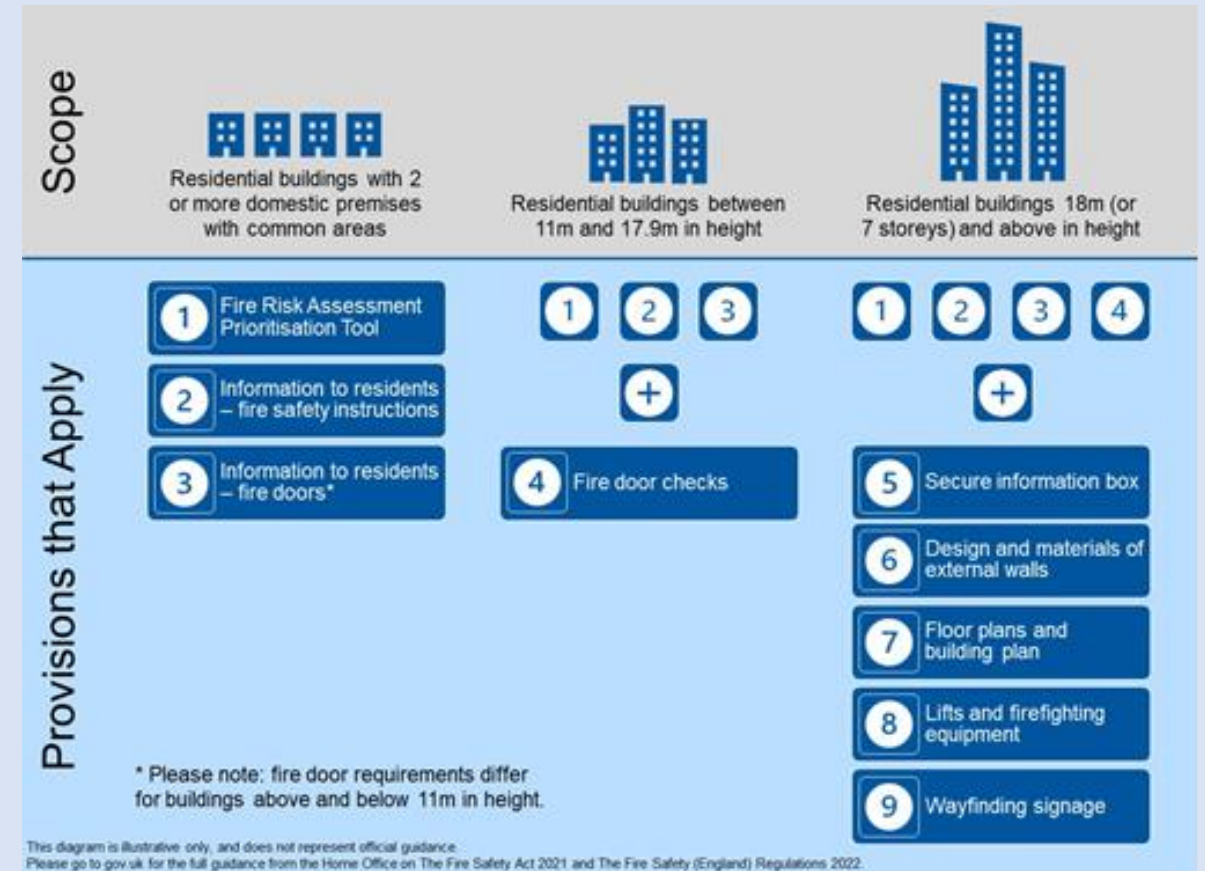 Scope
Residential buildings with 2
or more domestic premises
with common areas
Residential buildings between
11m and 17.9m in height
Residential buildings 18m (or
7 storeys) and above in height
Provisions that Apply
1 Fire Risk Assessment
Prioritisation Tool
2 Information to residents
– fire safety instructions
3 Information to residents
– fire doors*
1 2 3
+
4 Fire door checks
1 2 3 4
+
5 Secure information box
6 Design and materials of
external walls
7 Floor plans and
building plan
8 Lifts and firefighting
equipment
9 Wayfinding signage
* Please note: fire door requirements differ
for buildings above and below 11m in height.
This diagram is illustrative only, and does not represent official guidance
Please go to gov.uk for the full guidance from the Home Office on The Fire Safety Act 2021 and The Fire Safety (England) Regulations 2022.